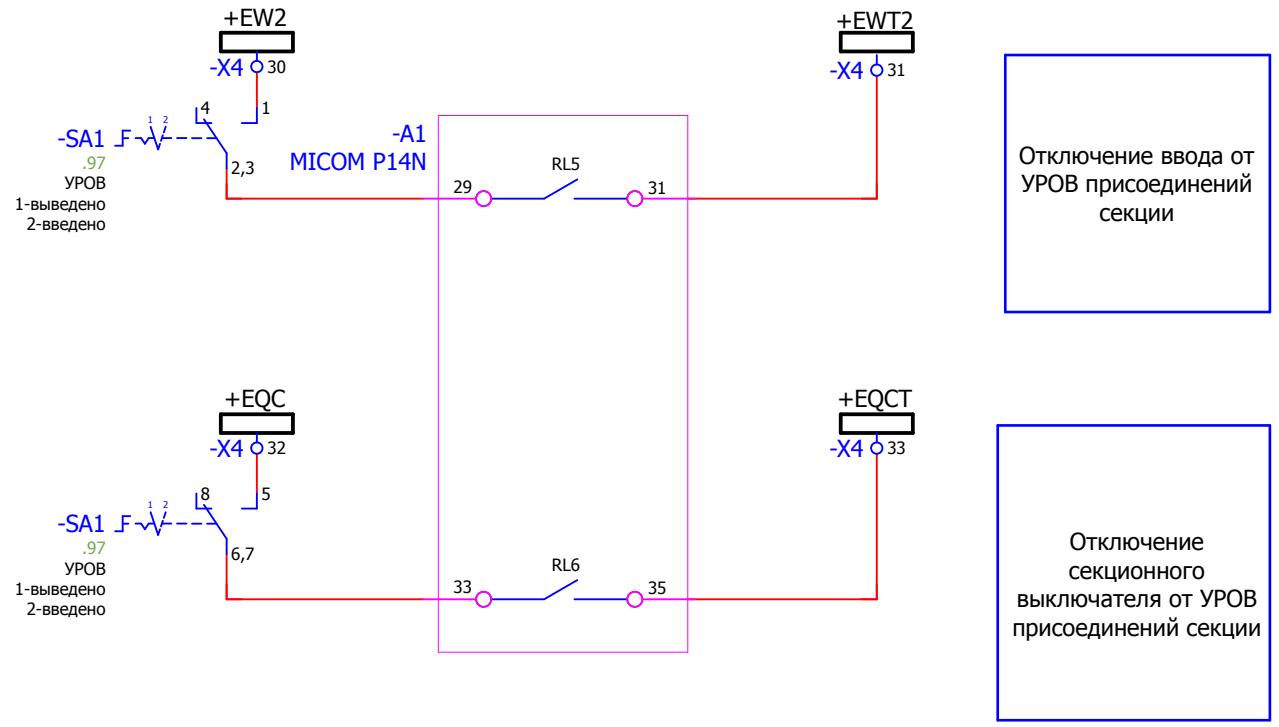 +EW2
-X4 30
4 1
1 2
-SA1
.97
УРОВ
1-выведено
2-введено
2,3
-A1
MICOM P14N
29 RL5 31
+EWT2
-X4 31
Отключение ввода от
УРОВ присоединений
секции
+EQC
-X4 32
8 5
1 2
-SA1
.97
УРОВ
1-выведено
2-введено
6,7
33 RL6 35
+EQCT
-X4 33
Отключение
секционного
выключателя от УРОВ
присоединений секции